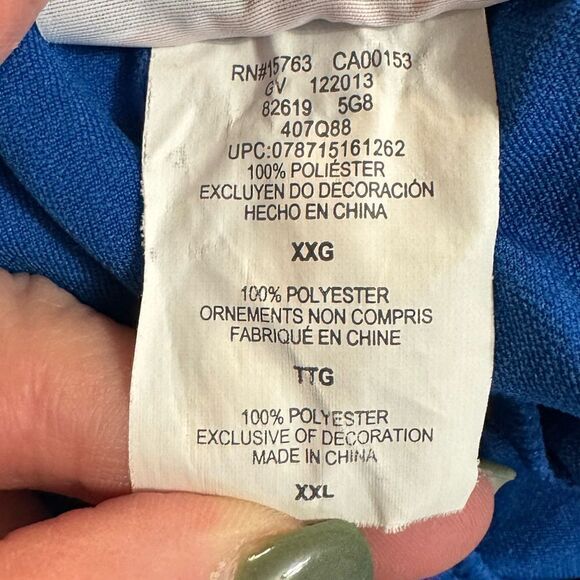 RN#15763 CA00153
GV 122013
82619 5G8
407Q88
UPC:078715161262
100% POLIÉSTER
EXCLUYEN DO DECORACIÓN
HECHO EN CHINA
XXG
100% POLYESTER
ORNEMENTS NON COMPRIS
FABRIQUÉ EN CHINE
TTG
100% POLYESTER
EXCLUSIVE OF DECORATION
MADE IN CHINA
XXL